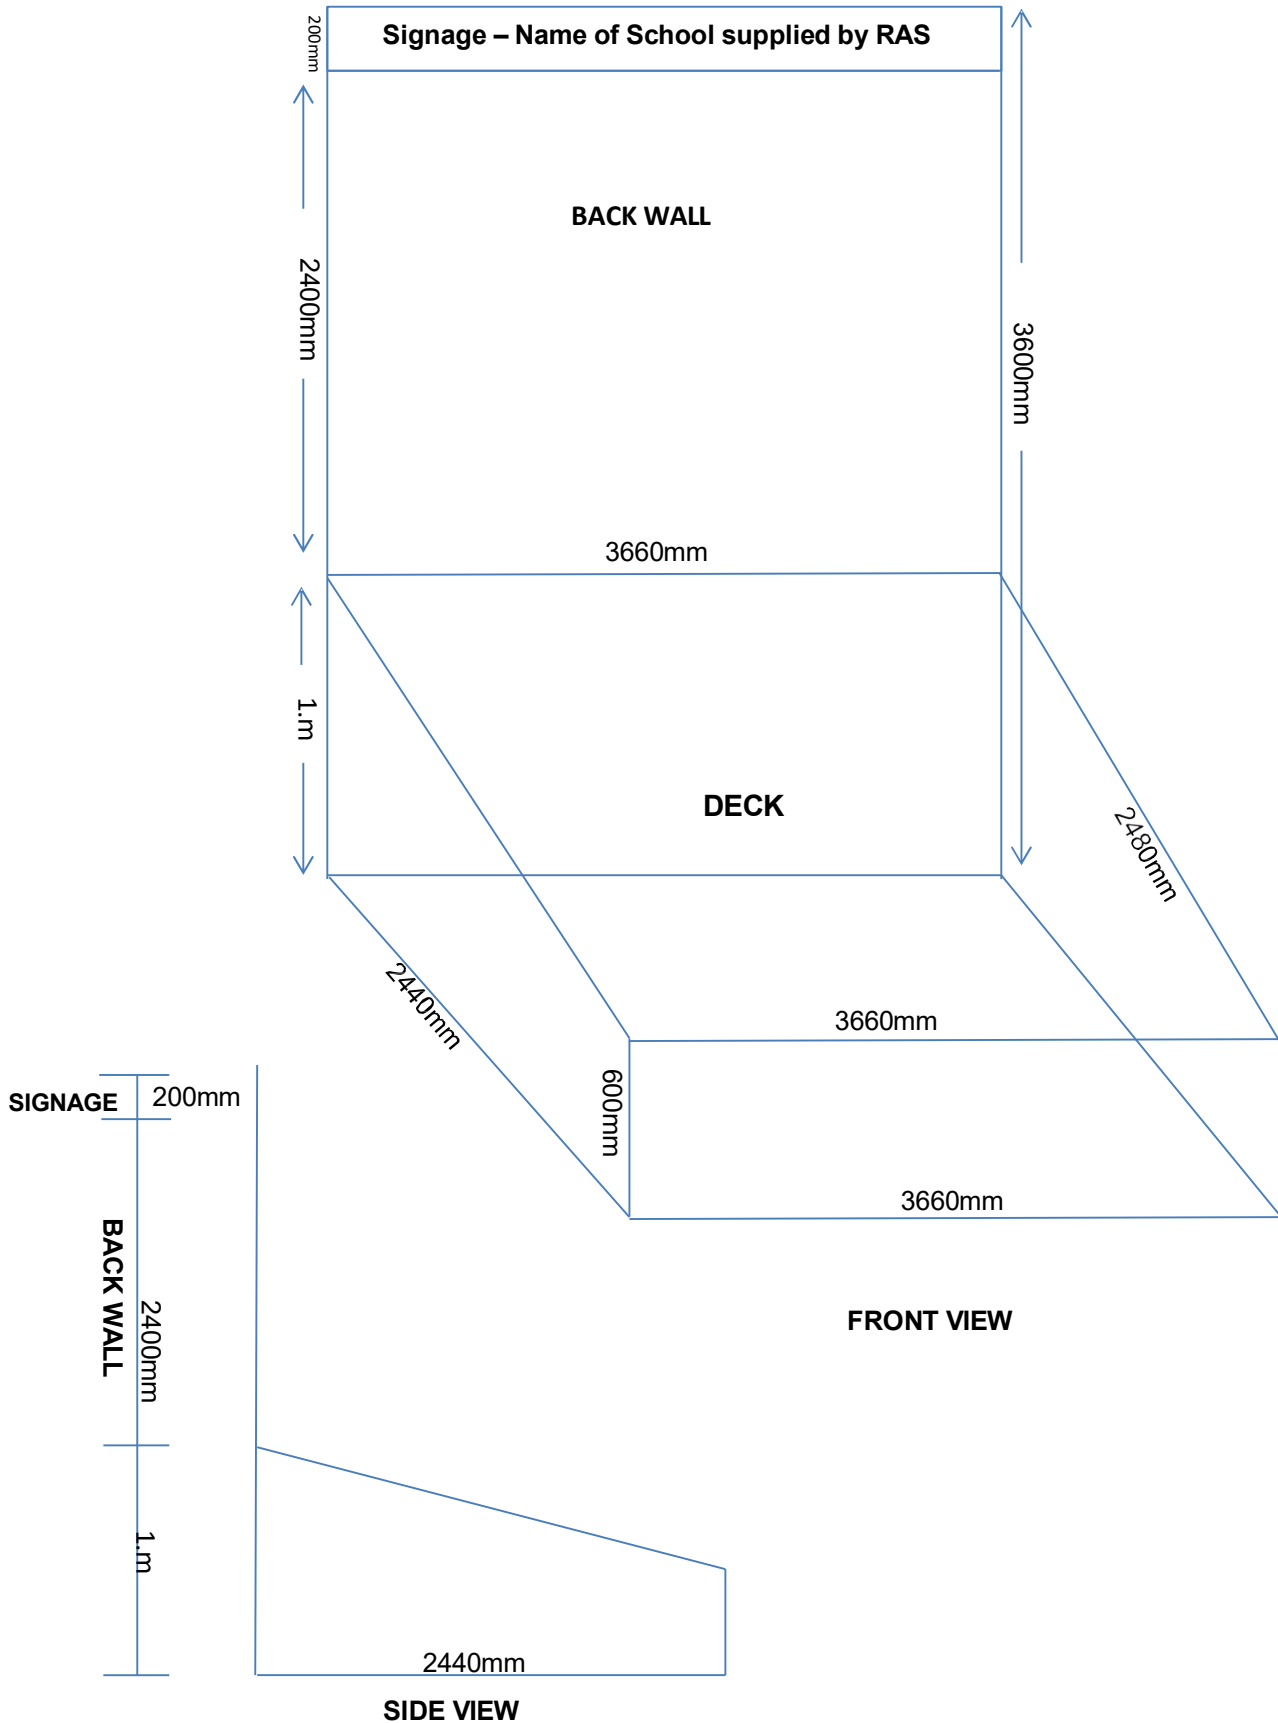 200mm
Signage – Name of School supplied by RAS
BACK WALL
2400mm
3600mm
3660mm
1.m
DECK
2480mm
2440mm
3660mm
600mm
3660mm
FRONT VIEW
SIGNAGE
200mm
BACK WALL
2400mm
1.m
2440mm
SIDE VIEW